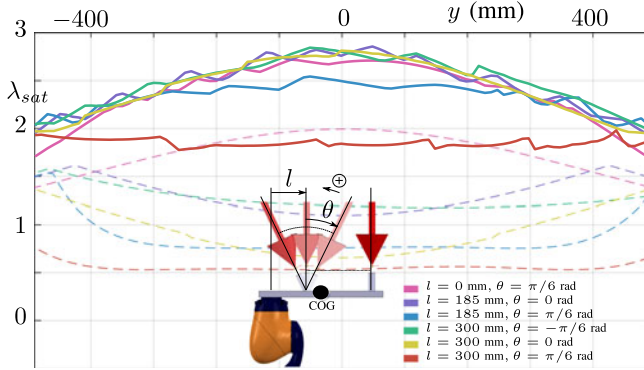 −400 0 y (mm) 400
3
λsat
2
1
0
l ⊕
θ
COG
l = 0 mm, θ = π/6 rad
l = 185 mm, θ = 0 rad
l = 185 mm, θ = π/6 rad
l = 300 mm, θ = −π/6 rad
l = 300 mm, θ = 0 rad
l = 300 mm, θ = π/6 rad